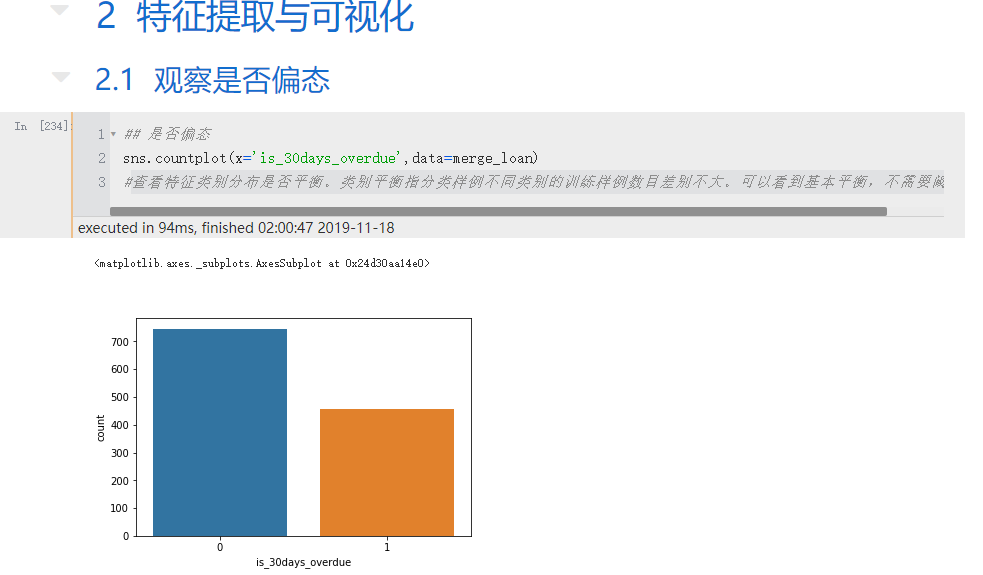 2 特征提取与可视化
2.1 观察是否偏态
In [234]:
1 ## 是否偏态
2 sns.countplot(x='is_30days_overdue',data=merge_loan)
3 #查看特征类别分布是否平衡。类别平衡指分类样例不同类别的训练样例数目差别不大。可以看到基本平衡，不需要阈
executed in 94ms, finished 02:00:47 2019-11-18
<matplotlib.axes._subplots.AxesSubplot at 0x24d30aa14e0>
700
600
500
400
300
200
100
0
count
0 1
is_30days_overdue